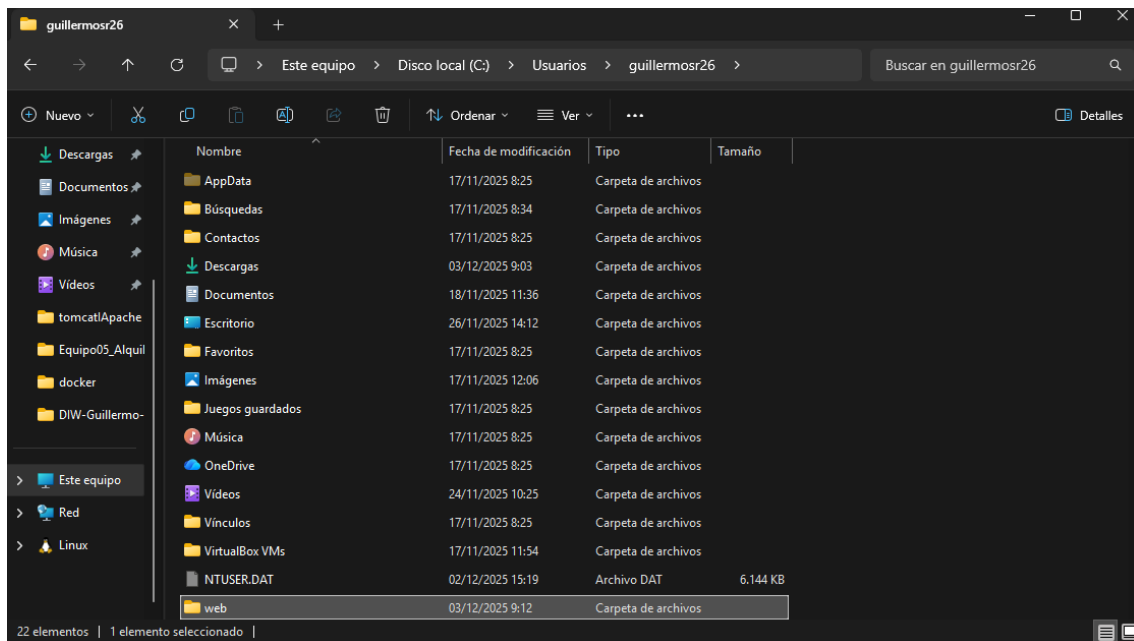 guillermosr26
Este equipo > Disco local (C:) > Usuarios > guillermosr26 >
Buscar en guillermosr26
Nuevo
Ordenar
Ver
Detalles
Descargas
Documentos
Imágenes
Música
Vídeos
tomcatlApache
Equipo05_Alquil
docker
DIW-Guillermo-
Este equipo
Red
Linux
Nombre Fecha de modificación Tipo Tamaño
AppData 17/11/2025 8:25 Carpeta de archivos
Búsquedas 17/11/2025 8:34 Carpeta de archivos
Contactos 17/11/2025 8:25 Carpeta de archivos
Descargas 03/12/2025 9:03 Carpeta de archivos
Documentos 18/11/2025 11:36 Carpeta de archivos
Escritorio 26/11/2025 14:12 Carpeta de archivos
Favoritos 17/11/2025 8:25 Carpeta de archivos
Imágenes 17/11/2025 12:06 Carpeta de archivos
Juegos guardados 17/11/2025 8:25 Carpeta de archivos
Música 17/11/2025 8:25 Carpeta de archivos
OneDrive 17/11/2025 8:25 Carpeta de archivos
Vídeos 24/11/2025 10:25 Carpeta de archivos
Vínculos 17/11/2025 8:25 Carpeta de archivos
VirtualBox VMs 17/11/2025 11:54 Carpeta de archivos
NTUSER.DAT 02/12/2025 15:19 Archivo DAT 6.144 KB
web 03/12/2025 9:12 Carpeta de archivos
22 elementos | 1 elemento seleccionado |